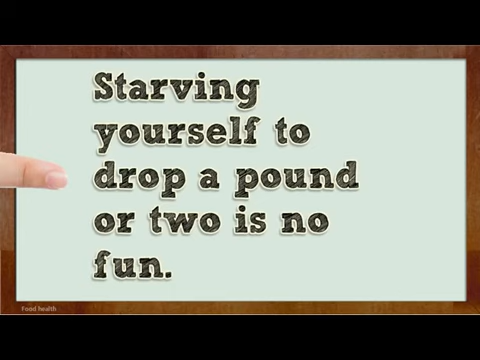 Starving
yourself to
drop a pound
or two is no
fun.
Food health